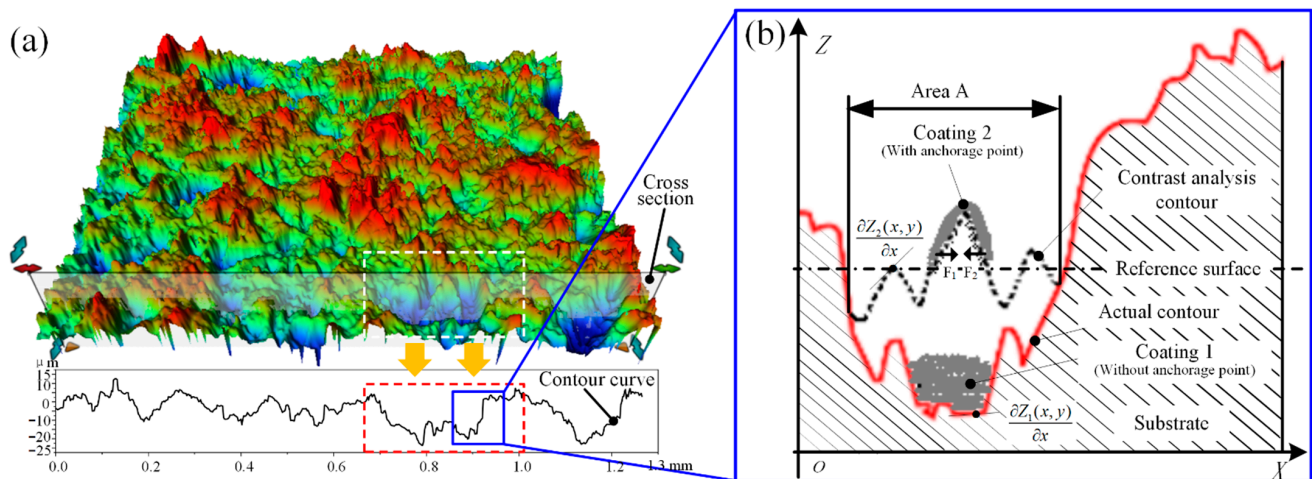 (a)
Cross
section
μm
15
10
0
-10
-20
-25
Contour curve
0.0
0.2
0.4
0.6
0.8
1.0
1.2
1.3 mm
(b)
Z
Area A
Coating 2
(With anchorage point)
Contrast analysis
contour
∂Z₂(x, y)
∂x
F₁
F₂
Reference surface
Actual contour
Coating 1
(Without anchorage point)
∂Z₁(x, y)
∂x
Substrate
O
X